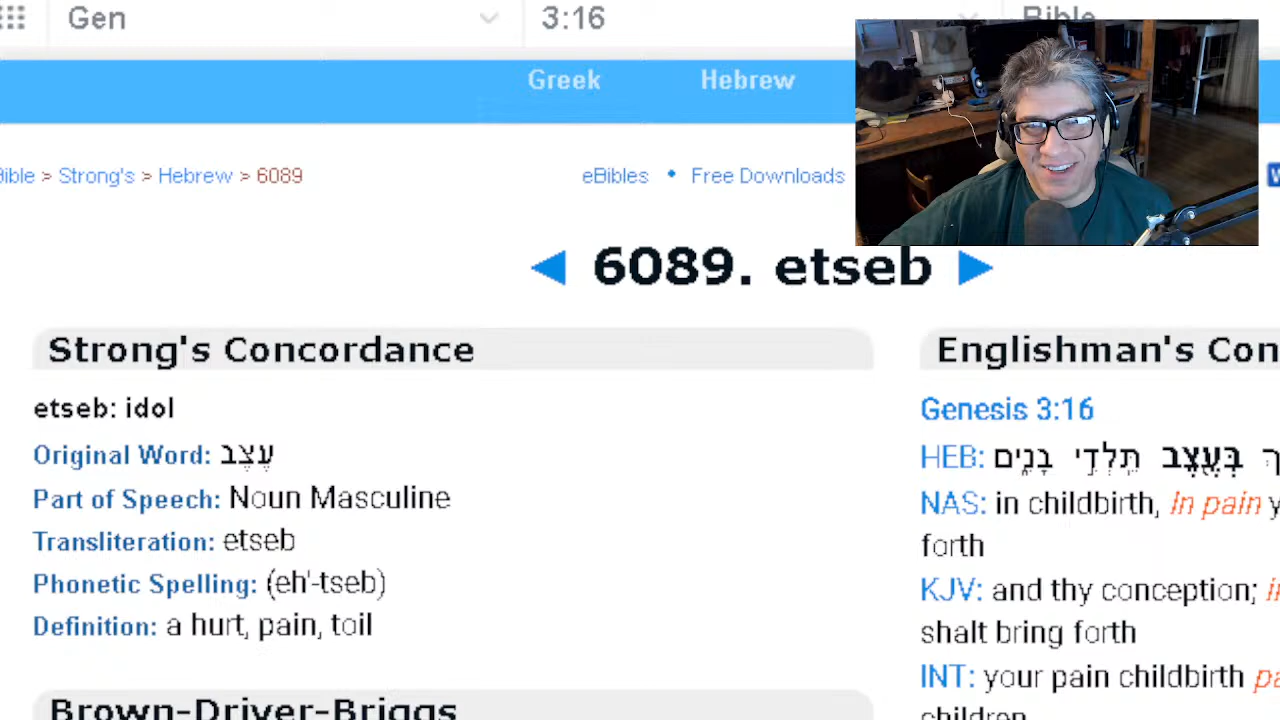 Gen 3:16 Bible
Greek Hebrew
> Strong's > Hebrew > 6089 eBibles • Free Downloads
◄ 6089. etseb ►
Strong's Concordance
etseb: idol
Original Word: עֶצֶב
Part of Speech: Noun Masculine
Transliteration: etseb
Phonetic Spelling: (eh'-tseb)
Definition: a hurt, pain, toil
Brown-Driver-Briggs
Englishman's
Genesis 3:16
HEB: בְּעֶ֖צֶב תֵּֽלְדִ֣י בָנִ֑ים
NAS: in childbirth, In pain
forth
KJV: and thy conception;
shalt bring forth
INT: your pain childbirth
children